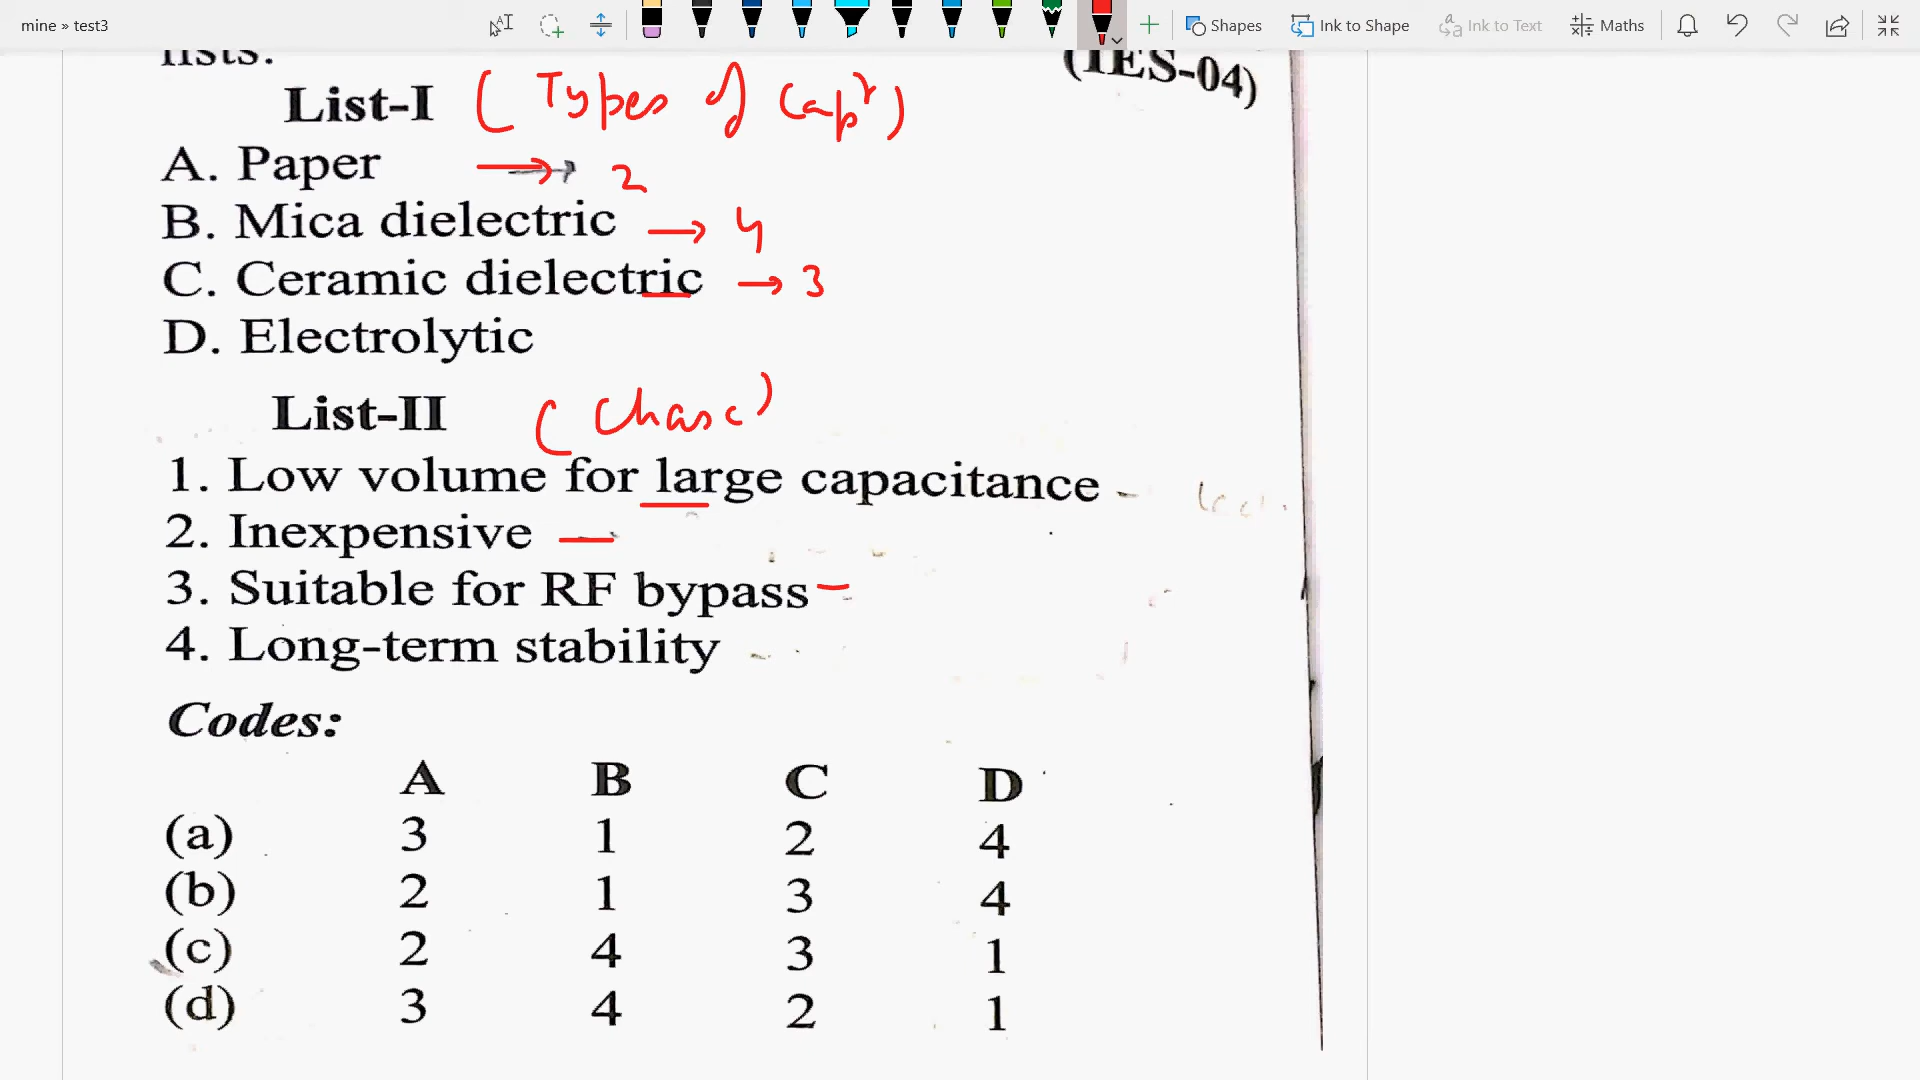 mine » test3 Shapes Ink to Shape Ink to Text Maths
lists.
(IES-04)
List-I ( Types of Capr )
A. Paper → 2
B. Mica dielectric → 4
C. Ceramic dielectric → 3
D. Electrolytic
List-II ( Charc )
1. Low volume for large capacitance -
2. Inexpensive —
3. Suitable for RF bypass -
4. Long-term stability -
Codes:
A B C D
(a) 3 1 2 4
(b) 2 1 3 4
(c) 2 4 3 1
(d) 3 4 2 1